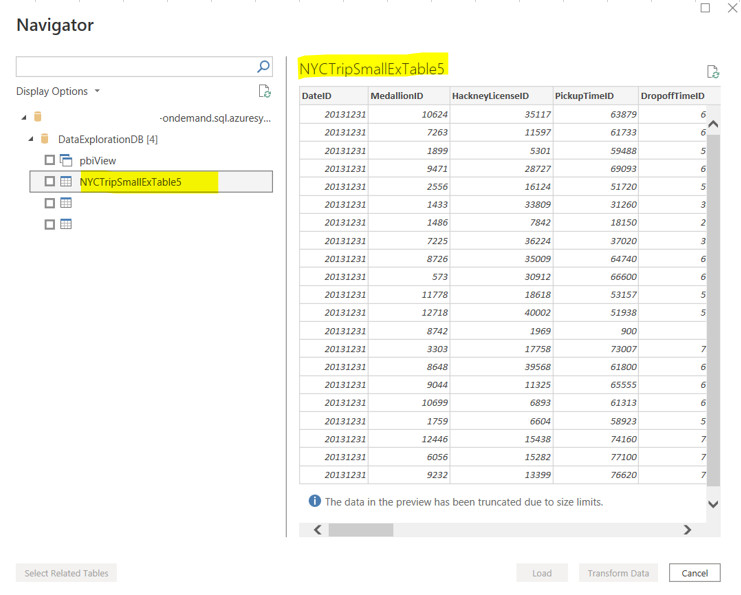 Navigator
Display Options
-ondemand.sql.azuresy...
DataExplorationDB [4]
pbiView
NYCTripSmallExTable5
NYCTripSmallExTable5
DateID MedallionID HackneyLicenseID PickupTimeID DropoffTimeID
20131231 10624 35117 63879 6
20131231 7263 11597 61733 6
20131231 1899 5301 59488 5
20131231 9471 28727 69093 6
20131231 2556 16124 51720 5
20131231 1433 33809 31260 3
20131231 1486 7842 18150 2
20131231 7225 36224 37020 3
20131231 8726 35009 64740 6
20131231 573 30912 66600 6
20131231 11778 18618 53157 5
20131231 12718 40002 51938 5
20131231 8742 1969 900
20131231 3303 17758 73007 7
20131231 8648 39568 61800 6
20131231 9044 11325 65555 6
20131231 10699 6893 61313 6
20131231 1759 6604 58923 5
20131231 12446 15438 74160 7
20131231 6056 15282 77100 7
20131231 9232 13399 76620 7
The data in the preview has been truncated due to size limits.
Select Related Tables
Load
Transform Data
Cancel